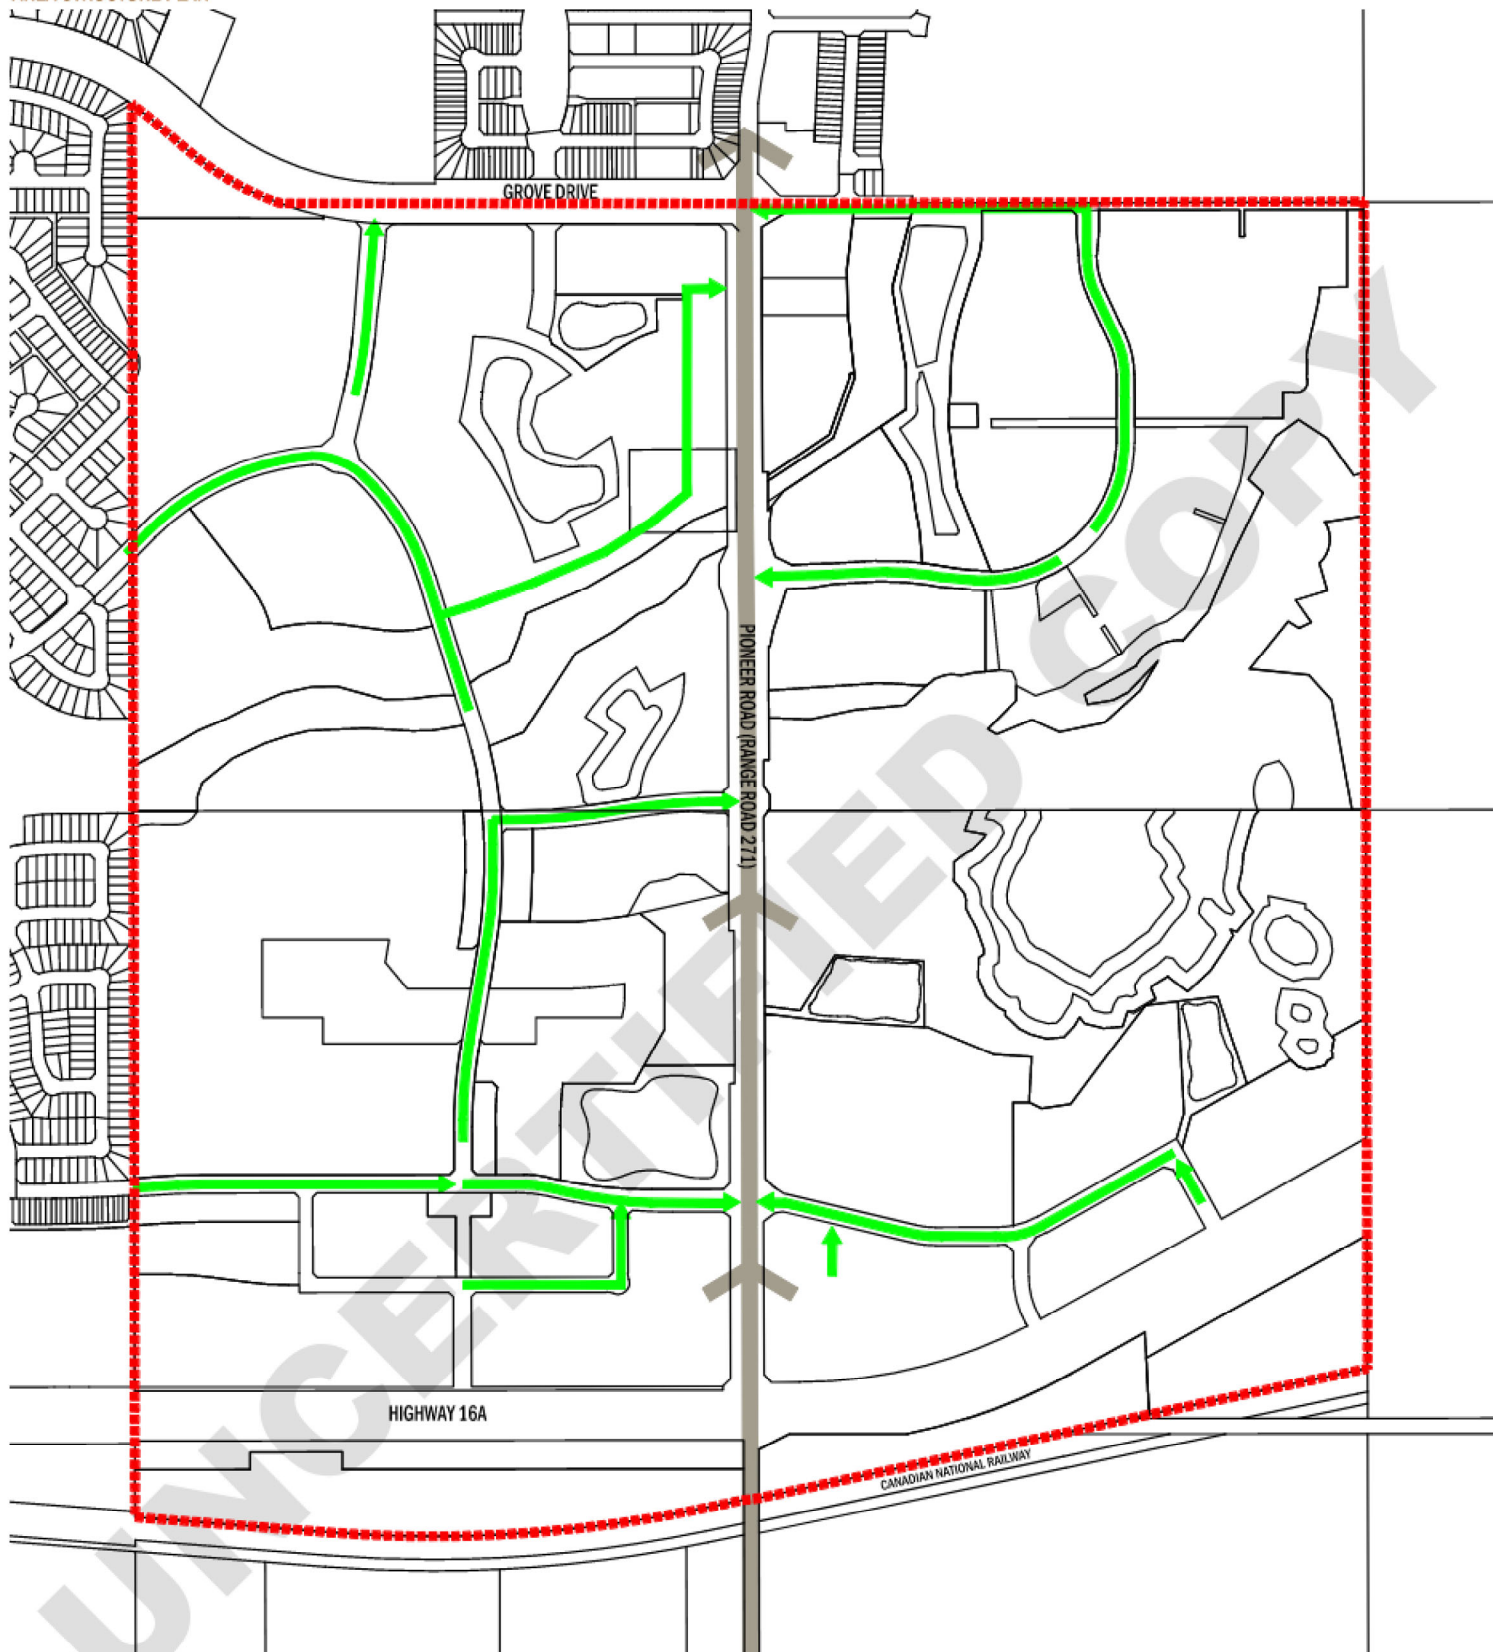 GROVE DRIVE
PIONEER ROAD (RANGE ROAD 271)
HIGHWAY 16A
CANADIAN NATIONAL RAILWAY
UNCERTIFIED COPY